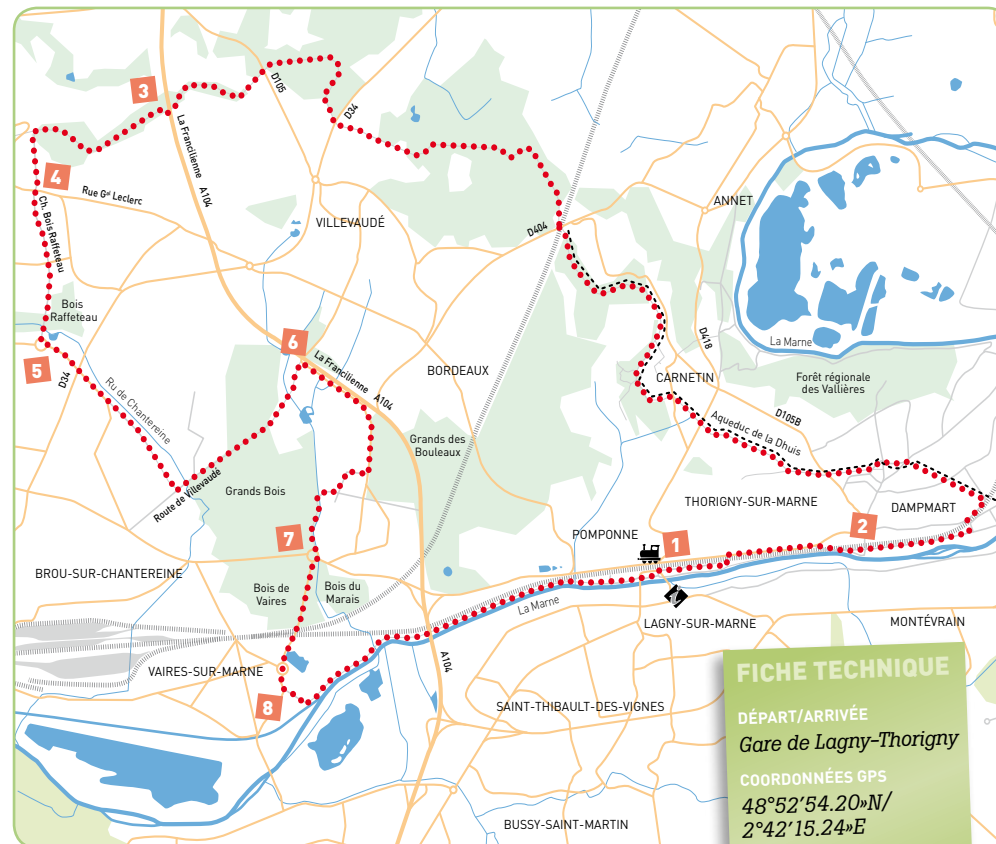 3
D105
D34
La Francilienne
A104
4
Rue Gal Leclerc
Ch. Bois Raffeteau
VILLEVAUDÉ
ANNET
D404
Bois
Raffeteau
5
D34
6
La Francilienne
A104
BORDEAUX
D418
La Marne
CARNETIN
Forêt régionale
des Vallières
Ru de Chantereine
D105B
Aqueduc de la Dhuis
Grands des
Bouleaux
Route de Villevaudé
Grands Bois
THORIGNY-SUR-MARNE
DAMPMART
7
POMPONNE
1
2
BROU-SUR-CHANTEREINE
Bois de
Vaires
Bois du
Marais
La Marne
LAGNY-SUR-MARNE
MONTÉVRAIN
A104
VAIRES-SUR-MARNE
8
SAINT-THIBAULT-DES-VIGNES
BUSSY-SAINT-MARTIN
FICHE TECHNIQUE
DÉPART/ARRIVÉE
Gare de Lagny-Thorigny
COORDONNÉES GPS
48°52’54.20»N/
2°42’15.24»E